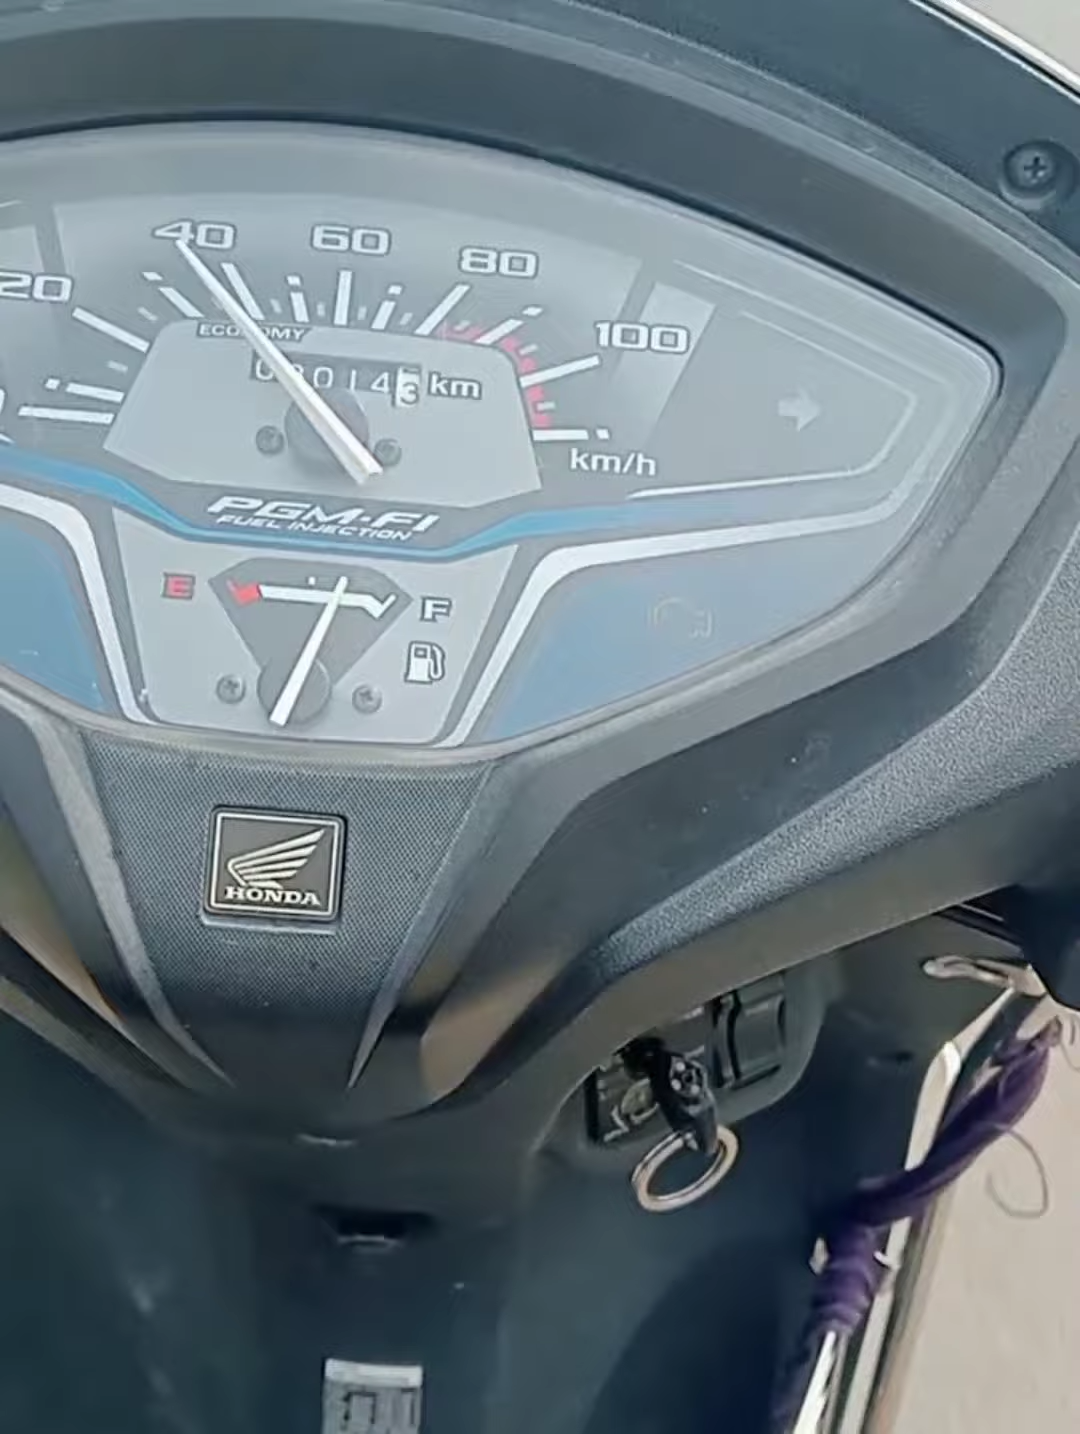 20 40 60 80 100
ECONOMY
km
km/h
PGM-FI
FUEL INJECTION
E F
HONDA